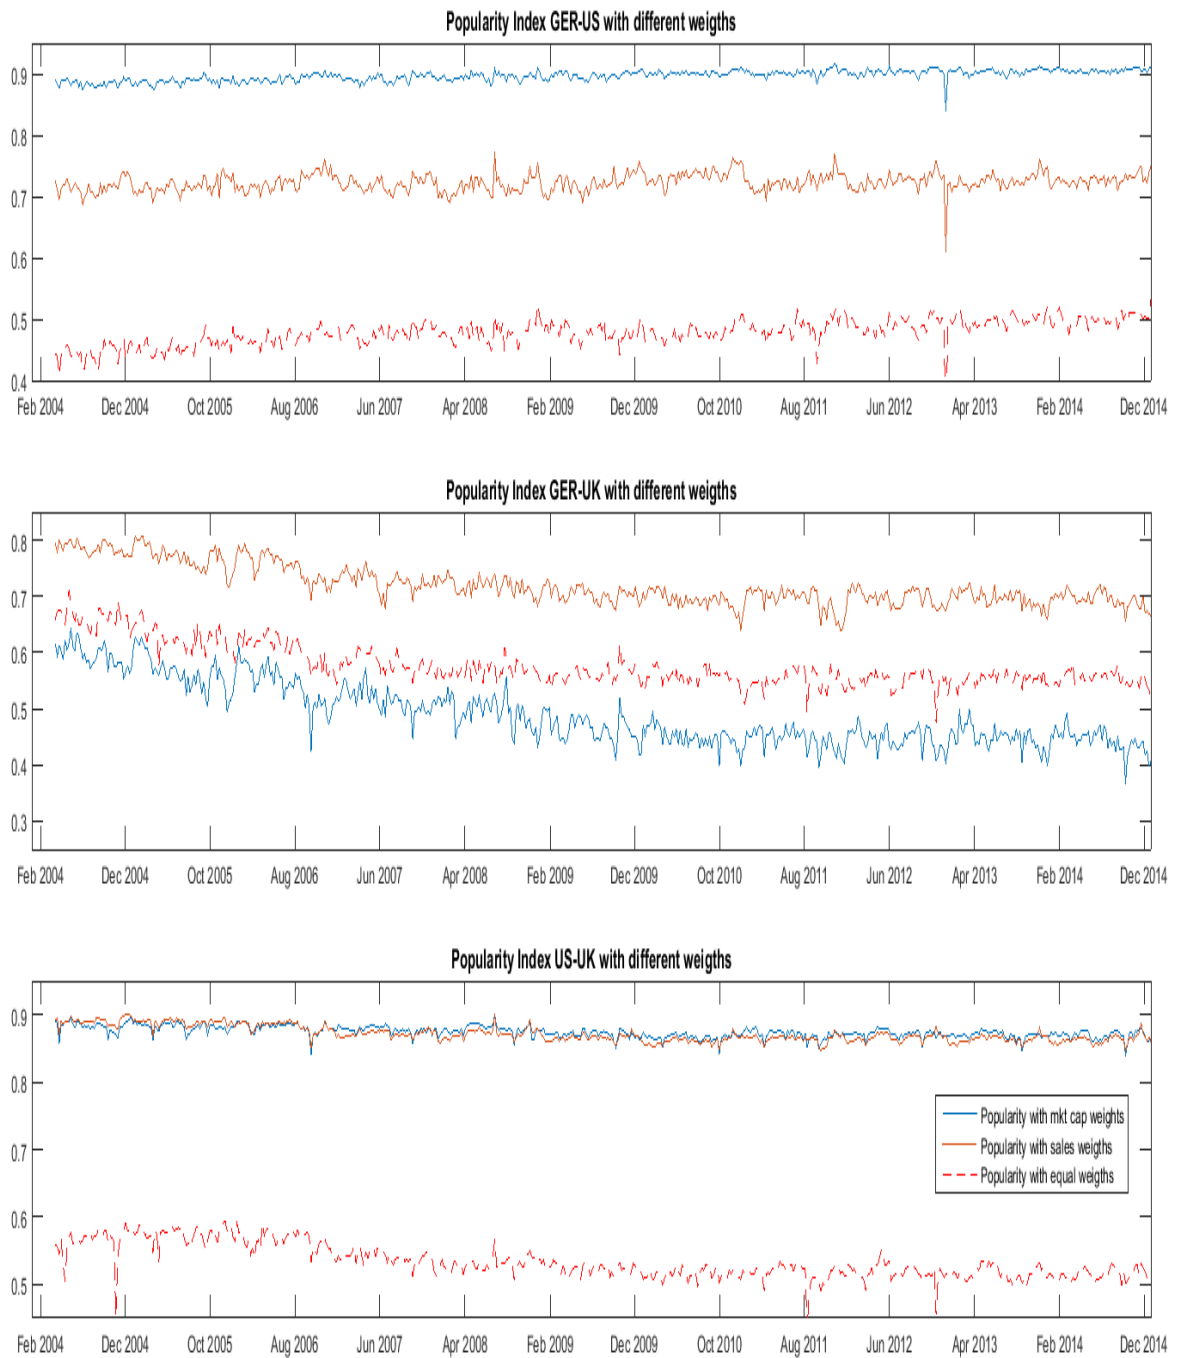 Popularity Index GER-US with different weigths
0.9
0.8
0.7
0.6
0.5
0.4
Feb 2004 Dec 2004 Oct 2005 Aug 2006 Jun 2007 Apr 2008 Feb 2009 Dec 2009 Oct 2010 Aug 2011 Jun 2012 Apr 2013 Feb 2014 Dec 2014
Popularity Index GER-UK with different weigths
0.8
0.7
0.6
0.5
0.4
0.3
Feb 2004 Dec 2004 Oct 2005 Aug 2006 Jun 2007 Apr 2008 Feb 2009 Dec 2009 Oct 2010 Aug 2011 Jun 2012 Apr 2013 Feb 2014 Dec 2014
Popularity Index US-UK with different weigths
0.9
0.8
0.7
0.6
0.5
Popularity with mkt cap weights
Popularity with sales weigths
Popularity with equal weigths
Feb 2004 Dec 2004 Oct 2005 Aug 2006 Jun 2007 Apr 2008 Feb 2009 Dec 2009 Oct 2010 Aug 2011 Jun 2012 Apr 2013 Feb 2014 Dec 2014